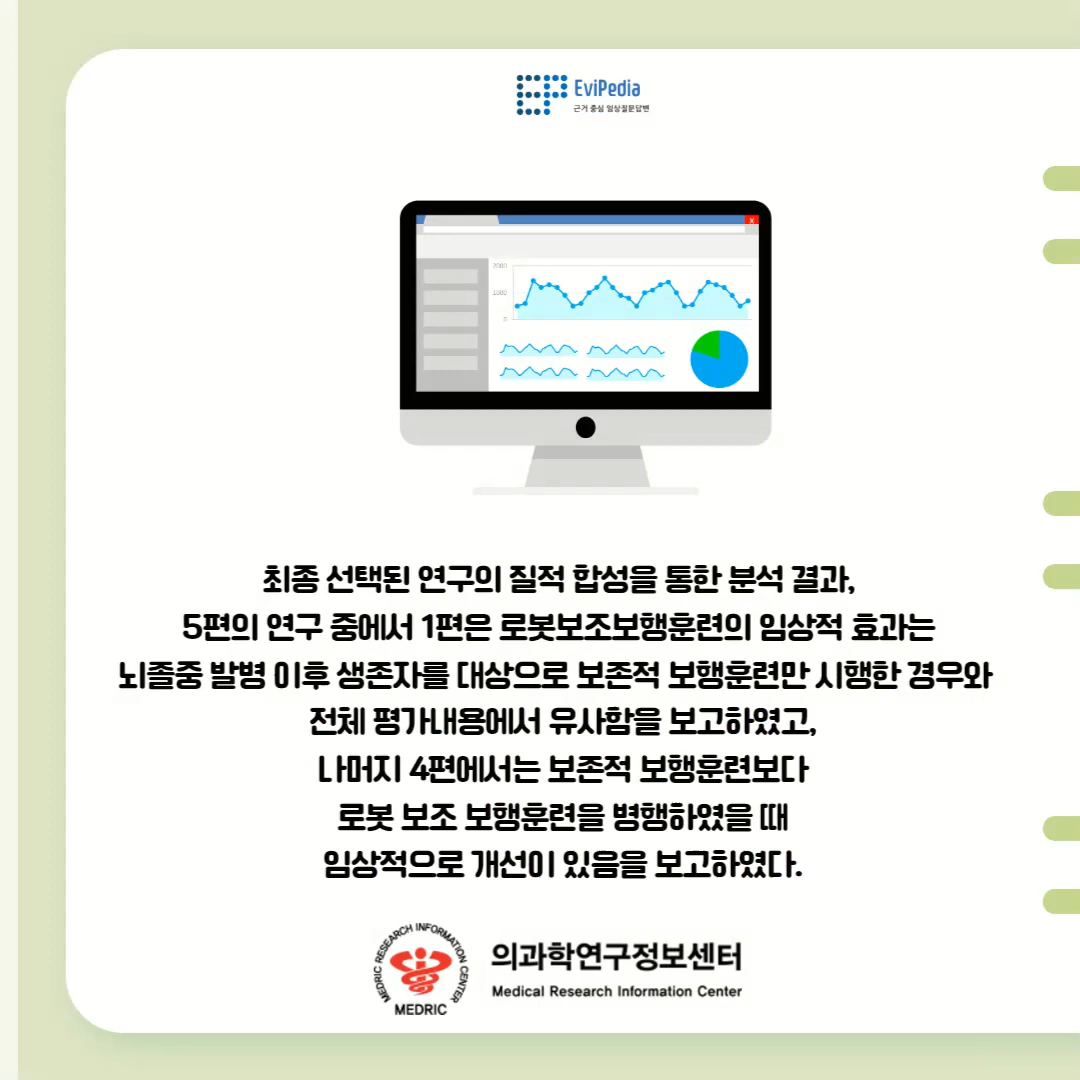 EviPedia
근거 중심 임상질문답변
x
2000
1000
0
최종 선택된 연구의 질적 합성을 통한 분석 결과,
5편의 연구 중에서 1편은 로봇보조보행훈련의 임상적 효과는
뇌졸중 발병 이후 생존자를 대상으로 보존적 보행훈련만 시행한 경우와
전체 평가내용에서 유사함을 보고하였고,
나머지 4편에서는 보존적 보행훈련보다
로봇 보조 보행훈련을 병행하였을 때
임상적으로 개선이 있음을 보고하였다.
MEDRIC RESEARCH INFORMATION CENTER
MEDRIC
의과학연구정보센터
Medical Research Information Center